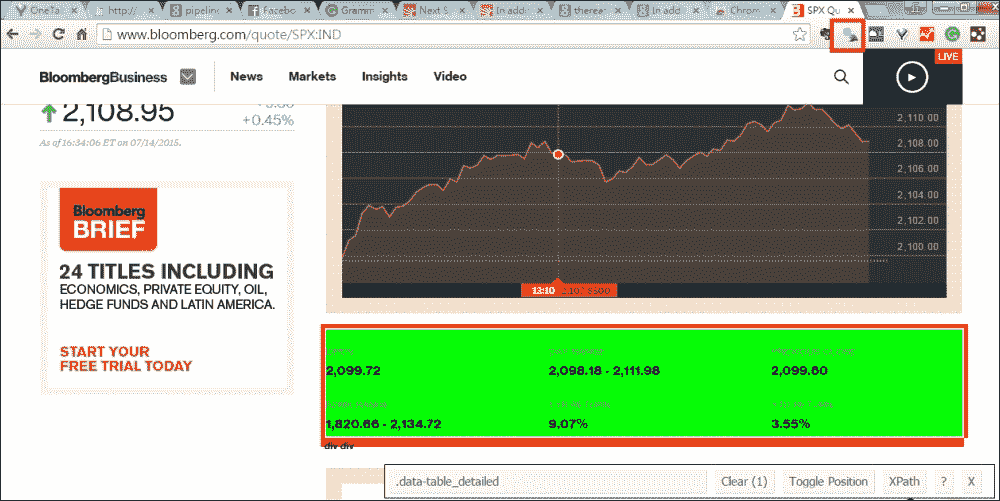 OneTa
http://
pipelin
Facebo
Gramm
Next S
In addi
therea
In add
Chrom
SPX Qu
www.bloomberg.com/quote/SPX:IND
BloombergBusiness
News
Markets
Insights
Video
LIVE
2,108.95
+0.45%
As of 16:34:06 ET on 07/14/2015.
2,110.00
2,108.00
2,106.00
2,104.00
2,102.00
2,100.00
13:10
Bloomberg
BRIEF
24 TITLES INCLUDING
ECONOMICS, PRIVATE EQUITY, OIL,
HEDGE FUNDS AND LATIN AMERICA.
START YOUR
FREE TRIAL TODAY
2,099.72
2,098.18 - 2,111.98
2,099.60
1,820.66 - 2,134.72
9.07%
3.55%
div div
.data-table_detailed
Clear (1)
Toggle Position
XPath
?
X